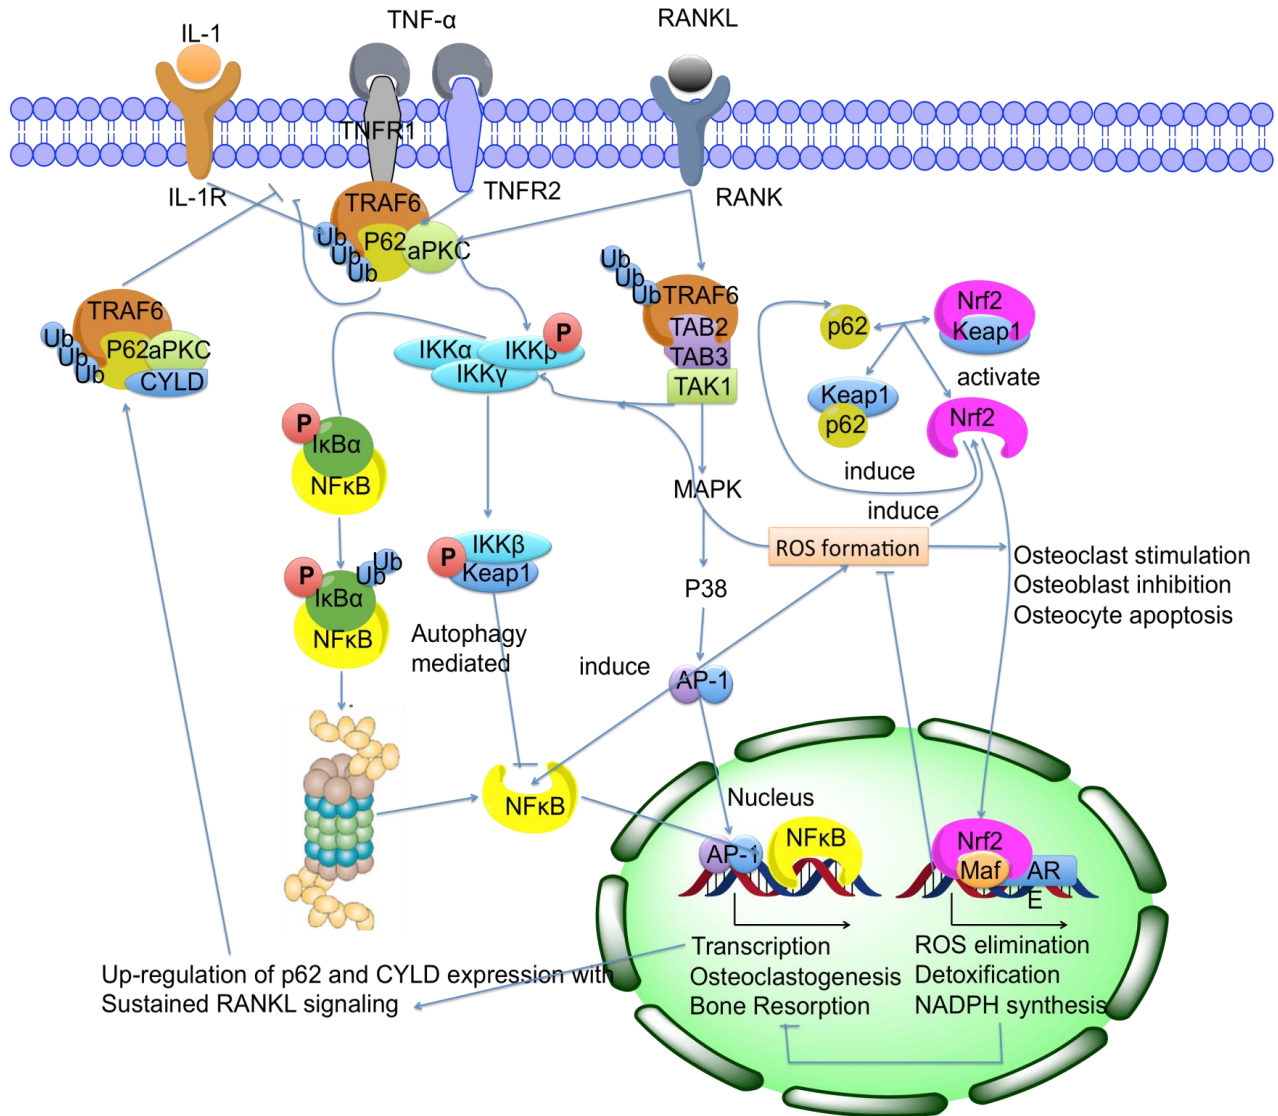 TNF-α
RANKL
IL-1
TNFR1
IL-1R
TNFR2
RANK
TRAF6
Ub
Ub
Ub
P62
aPKC
Ub
Ub
Ub
TRAF6
TAB2
TAB3
TAK1
p62
Nrf2
Keap1
activate
Keap1
p62
Nrf2
induce
induce
TRAF6
Ub
Ub
Ub
P62
aPKC
CYLD
IKKα
IKKβ
P
IKKγ
P
IκBα
NFκB
MAPK
ROS formation
Osteoclast stimulation
Osteoblast inhibition
Osteocyte apoptosis
IKKβ
P
Keap1
P
Ub
Ub
IκBα
NFκB
P38
Autophagy
mediated
induce
AP-1
NFκB
Nucleus
AP-1
NFκB
Nrf2
Maf
AR
E
Transcription
Osteoclastogenesis
Bone Resorption
ROS elimination
Detoxification
NADPH synthesis
Up-regulation of p62 and CYLD expression with
Sustained RANKL signaling